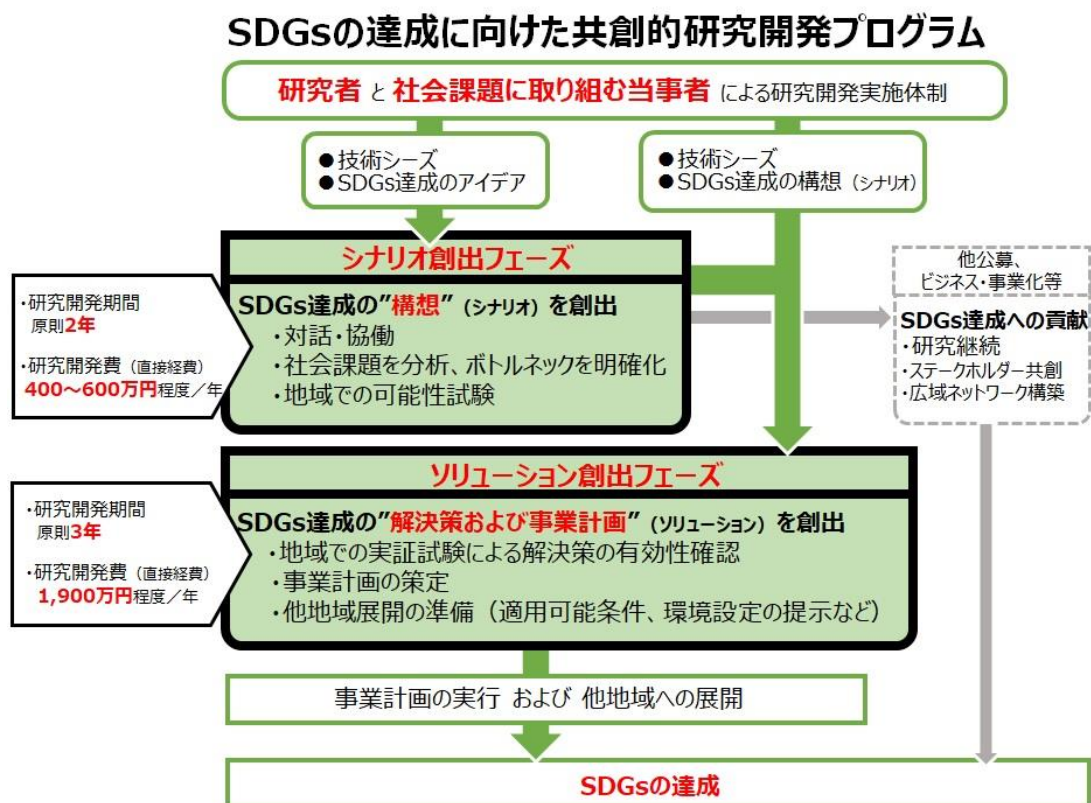 SDGsの達成に向けた共創的研究開発プログラム
研究者 と 社会課題に取り組む当事者 による研究開発実施体制
●技術シーズ
●SDGs達成のアイデア
●技術シーズ
●SDGs達成の構想（シナリオ）
シナリオ創出フェーズ
SDGs達成の”構想”（シナリオ）を創出
・対話・協働
・社会課題を分析、ボトルネックを明確化
・地域での可能性試験
・研究開発期間
原則2年
・研究開発費（直接経費）
400～600万円程度／年
他公募、
ビジネス・事業化等
SDGs達成への貢献
・研究継続
・ステークホルダー共創
・広域ネットワーク構築
ソリューション創出フェーズ
SDGs達成の”解決策および事業計画”（ソリューション）を創出
・地域での実証試験による解決策の有効性確認
・事業計画の策定
・他地域展開の準備（適用可能条件、環境設定の提示など）
・研究開発期間
原則3年
・研究開発費（直接経費）
1,900万円程度／年
事業計画の実行 および 他地域への展開
SDGsの達成